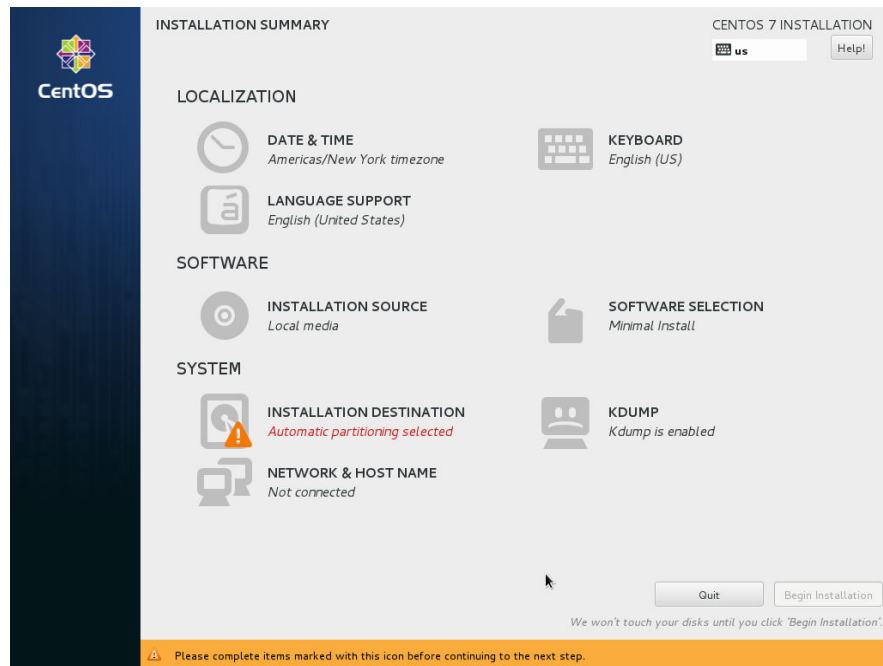 INSTALLATION SUMMARY
CENTOS 7 INSTALLATION
us
Help!
CentOS
LOCALIZATION
DATE & TIME
Americas/New York timezone
KEYBOARD
English (US)
á
LANGUAGE SUPPORT
English (United States)
SOFTWARE
INSTALLATION SOURCE
Local media
SOFTWARE SELECTION
Minimal Install
SYSTEM
INSTALLATION DESTINATION
Automatic partitioning selected
KDUMP
Kdump is enabled
NETWORK & HOST NAME
Not connected
Quit
Begin Installation
We won't touch your disks until you click 'Begin Installation'.
Please complete items marked with this icon before continuing to the next step.